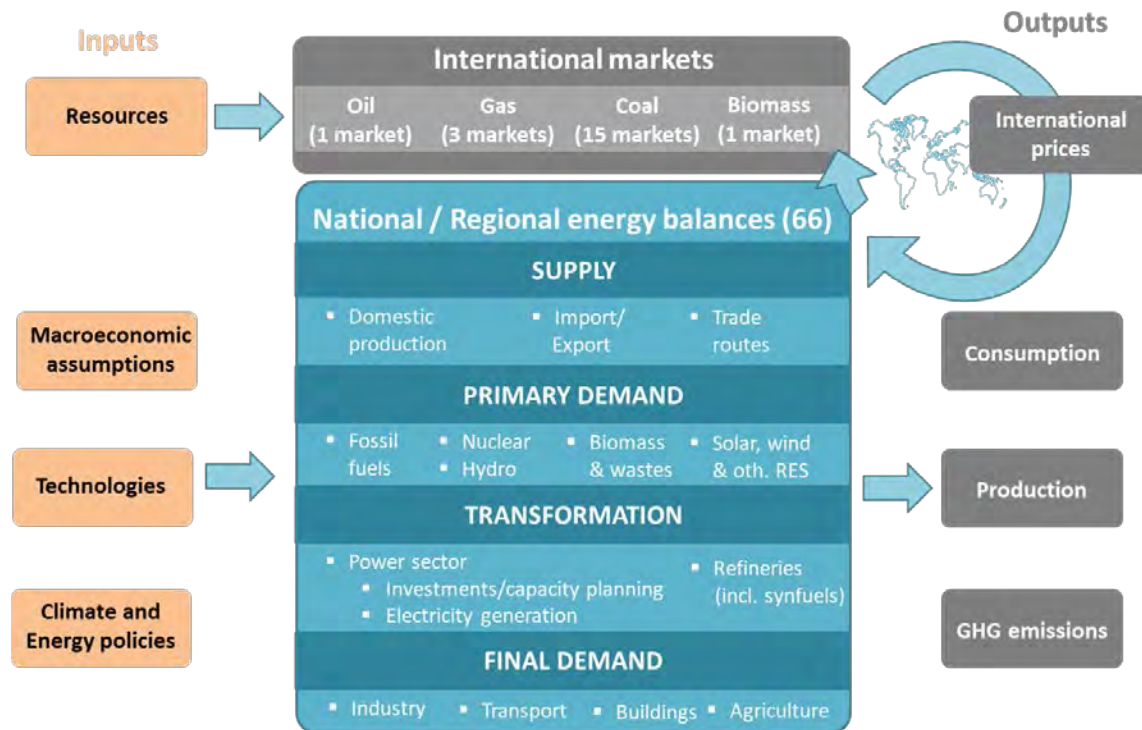 Inputs
Outputs
International markets
Resources
Oil
(1 market)
Gas
(3 markets)
Coal
(15 markets)
Biomass
(1 market)
International
prices
National / Regional energy balances (66)
SUPPLY
▪ Domestic
production
▪ Import/
Export
▪ Trade
routes
Macroeconomic
assumptions
Consumption
PRIMARY DEMAND
▪ Fossil
fuels
▪ Nuclear
▪ Hydro
▪ Biomass
& wastes
▪ Solar, wind
& oth. RES
Technologies
Production
TRANSFORMATION
▪ Power sector
▪ Investments/capacity planning
▪ Electricity generation
▪ Refineries
(incl. synfuels)
Climate and
Energy policies
GHG emissions
FINAL DEMAND
▪ Industry
▪ Transport
▪ Buildings
▪ Agriculture